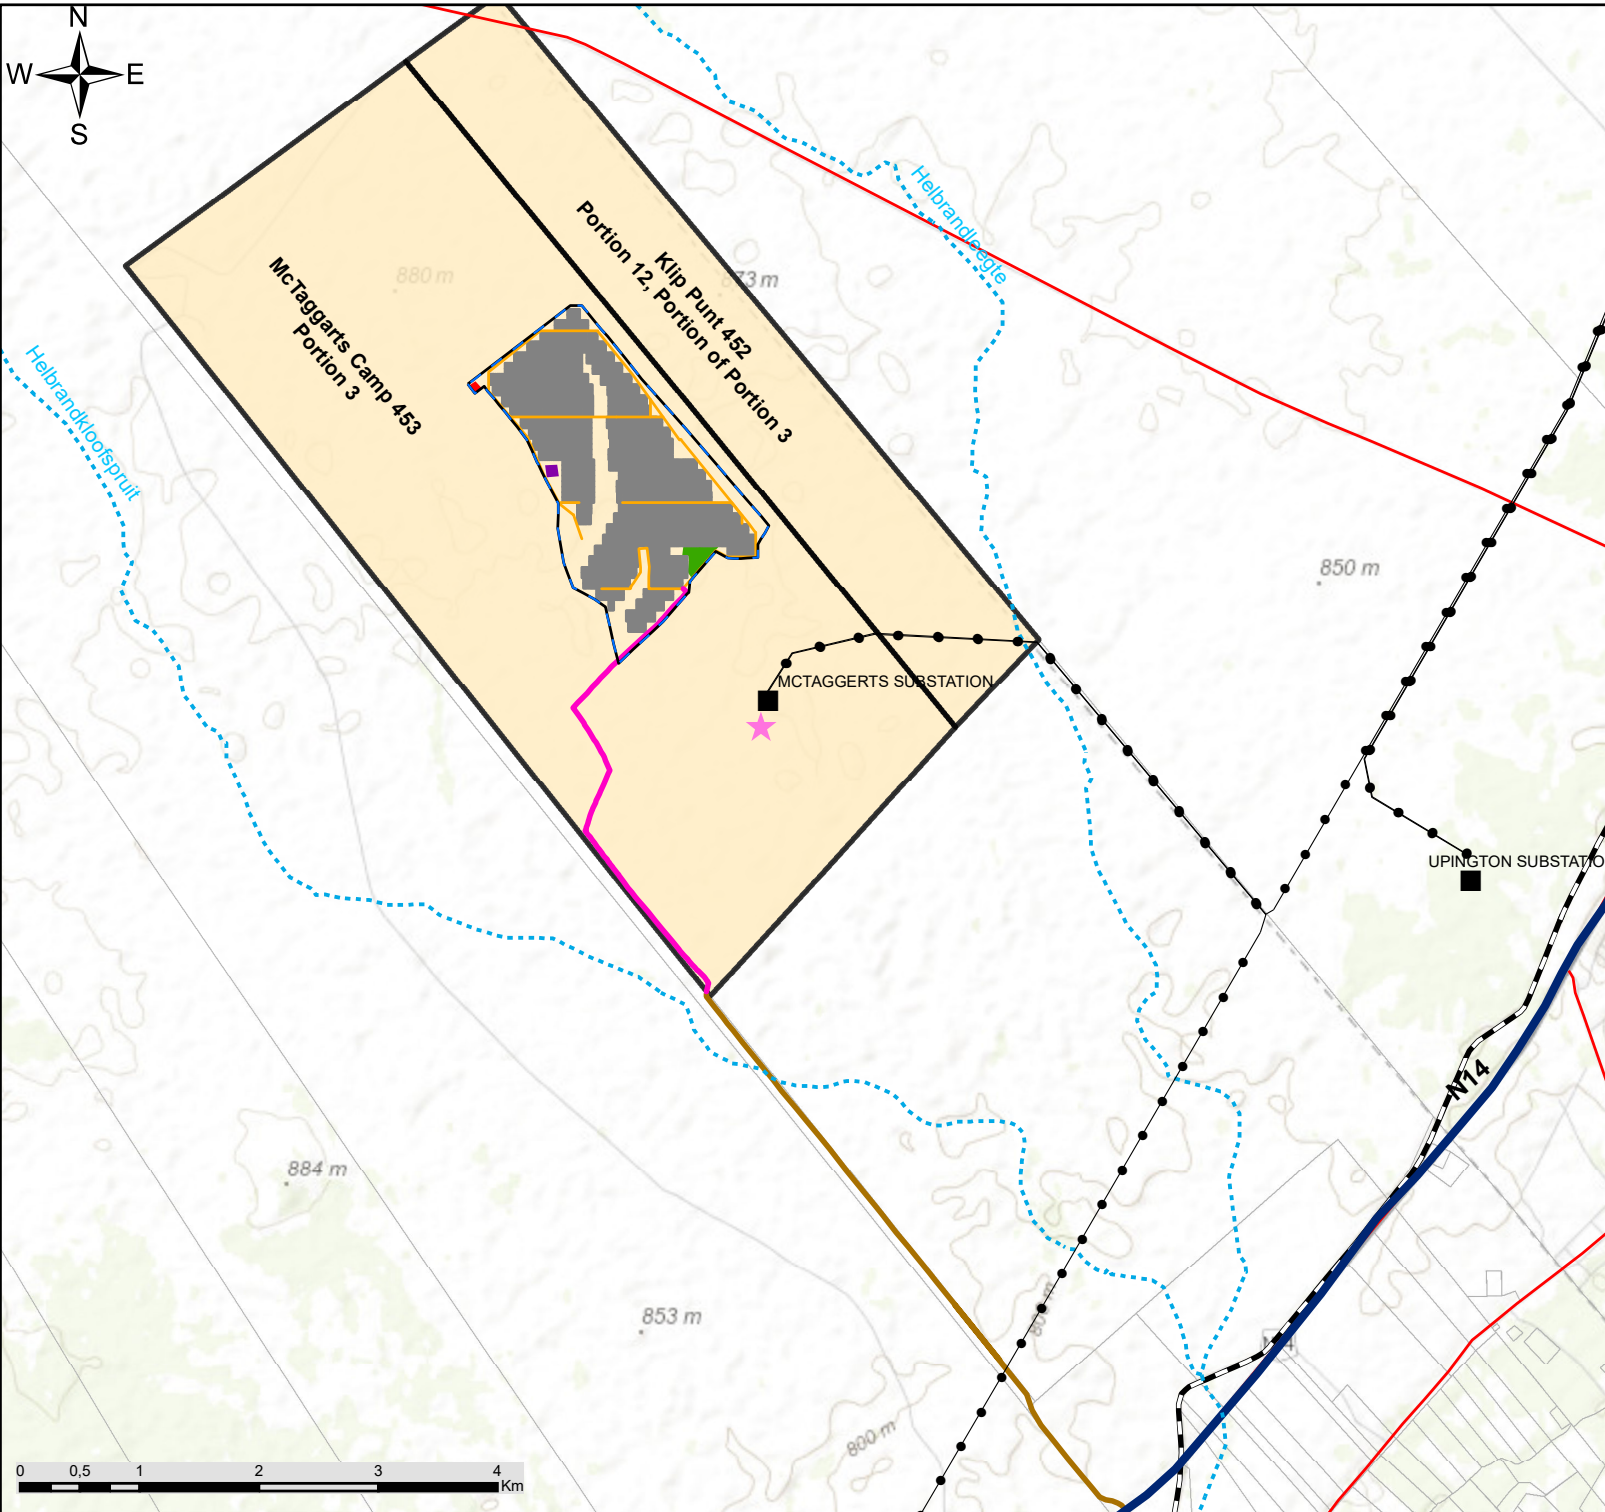 N
W E
S
Helbrandleegte
Klip Punt 452
Portion 12, Portion of Portion 3
880 m
McTaggarts Camp 453
Portion 3
Helbrandkloofspruit
850 m
MCTAGGERTS SUBSTATION
UPINGTON SUBSTATIO
N14
884 m
853 m
800 m
0 0,5 1 2 3 4
Km